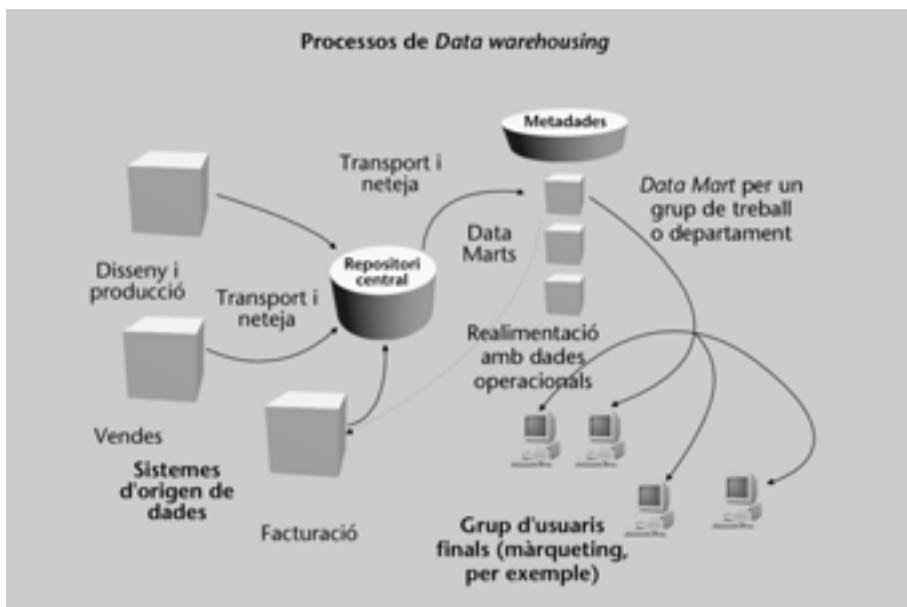 Processos de Data warehousing
Metadades
Transport i
neteja
Data Mart per un
grup de treball
o departament
Data
Marts
Repositori
central
Disseny i
producció
Transport i
neteja
Realimentació
amb dades
operacionals
Vendes
Sistemes
d'origen de
dades
Facturació
Grup d'usuaris
finals (màrqueting,
per exemple)